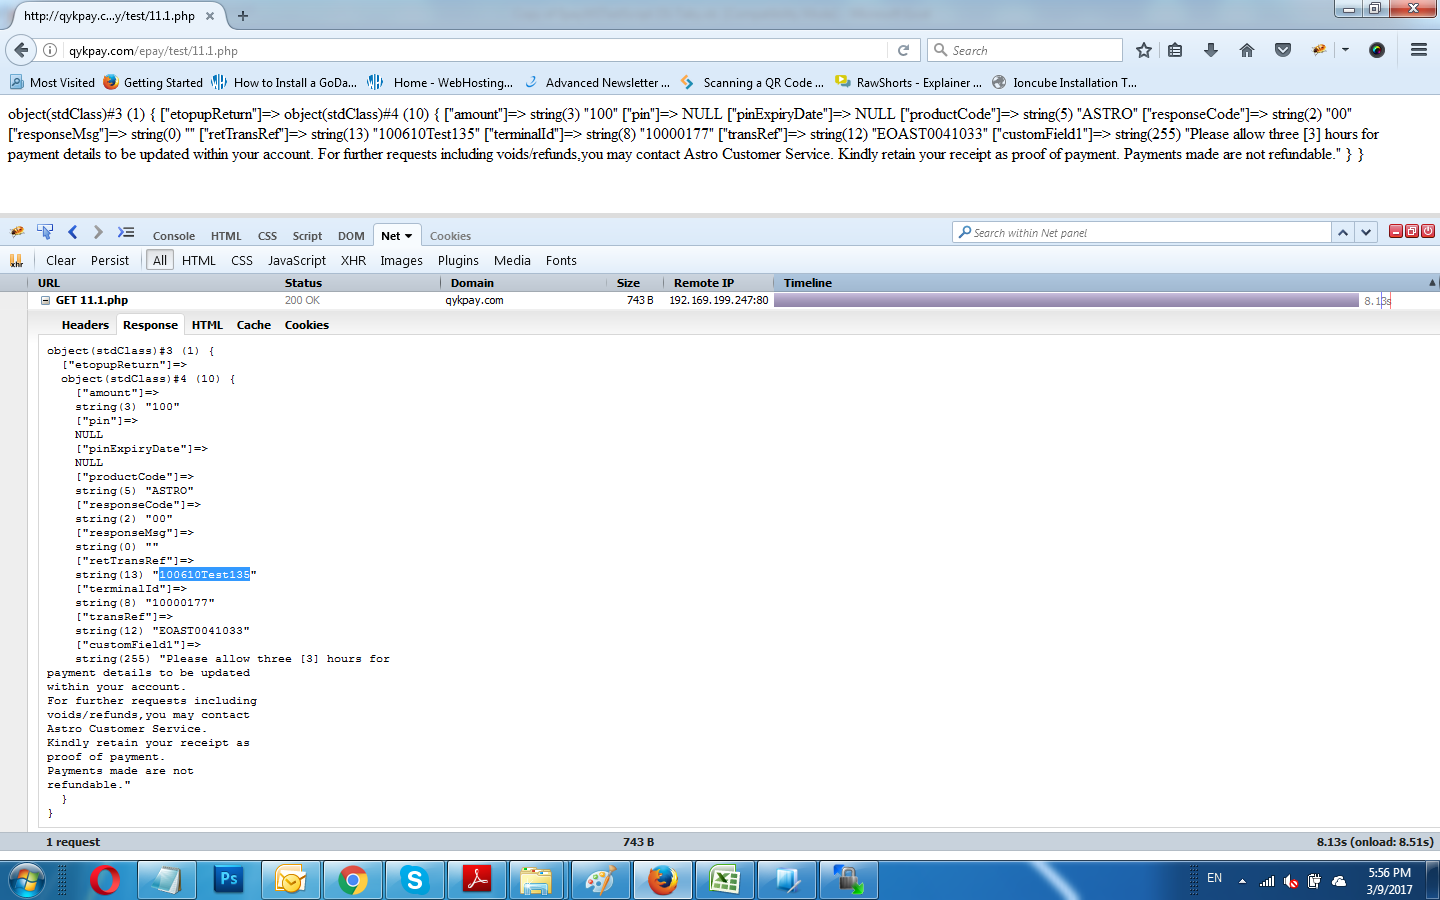 http://qykpay.c...y/test/11.1.php
qykpay.com/epay/test/11.1.php
Search
Most Visited Getting Started How to Install a GoDa... Home - WebHosting... Advanced Newsletter ... Scanning a QR Code ... RawShorts - Explainer ... Ioncube Installation T...
object(stdClass)#3 (1) { ["etopupReturn"]=> object(stdClass)#4 (10) { ["amount"]=> string(3) "100" ["pin"]=> NULL ["pinExpiryDate"]=> NULL ["productCode"]=> string(5) "ASTRO" ["responseCode"]=> string(2) "00"
["responseMsg"]=> string(0) "" ["retTransRef"]=> string(13) "100610Test135" ["terminalId"]=> string(8) "10000177" ["transRef"]=> string(12) "EOAST0041033" ["customField1"]=> string(255) "Please allow three [3] hours for
payment details to be updated within your account. For further requests including voids/refunds,you may contact Astro Customer Service. Kindly retain your receipt as proof of payment. Payments made are not refundable." } }
Console HTML CSS Script DOM Net Cookies
Search within Net panel
xhr Clear Persist All HTML CSS JavaScript XHR Images Plugins Media Fonts
URL Status Domain Size Remote IP Timeline
GET 11.1.php 200 OK qykpay.com 743 B 192.169.199.247:80 8.13s
Headers Response HTML Cache Cookies
object(stdClass)#3 (1) {
["etopupReturn"]=>
object(stdClass)#4 (10) {
["amount"]=>
string(3) "100"
["pin"]=>
NULL
["pinExpiryDate"]=>
NULL
["productCode"]=>
string(5) "ASTRO"
["responseCode"]=>
string(2) "00"
["responseMsg"]=>
string(0) ""
["retTransRef"]=>
string(13) "100610Test135"
["terminalId"]=>
string(8) "10000177"
["transRef"]=>
string(12) "EOAST0041033"
["customField1"]=>
string(255) "Please allow three [3] hours for
payment details to be updated
within your account.
For further requests including
voids/refunds,you may contact
Astro Customer Service.
Kindly retain your receipt as
proof of payment.
Payments made are not
refundable."
}
}
1 request 743 B 8.13s (onload: 8.51s)
Ps
EN
5:56 PM
3/9/2017